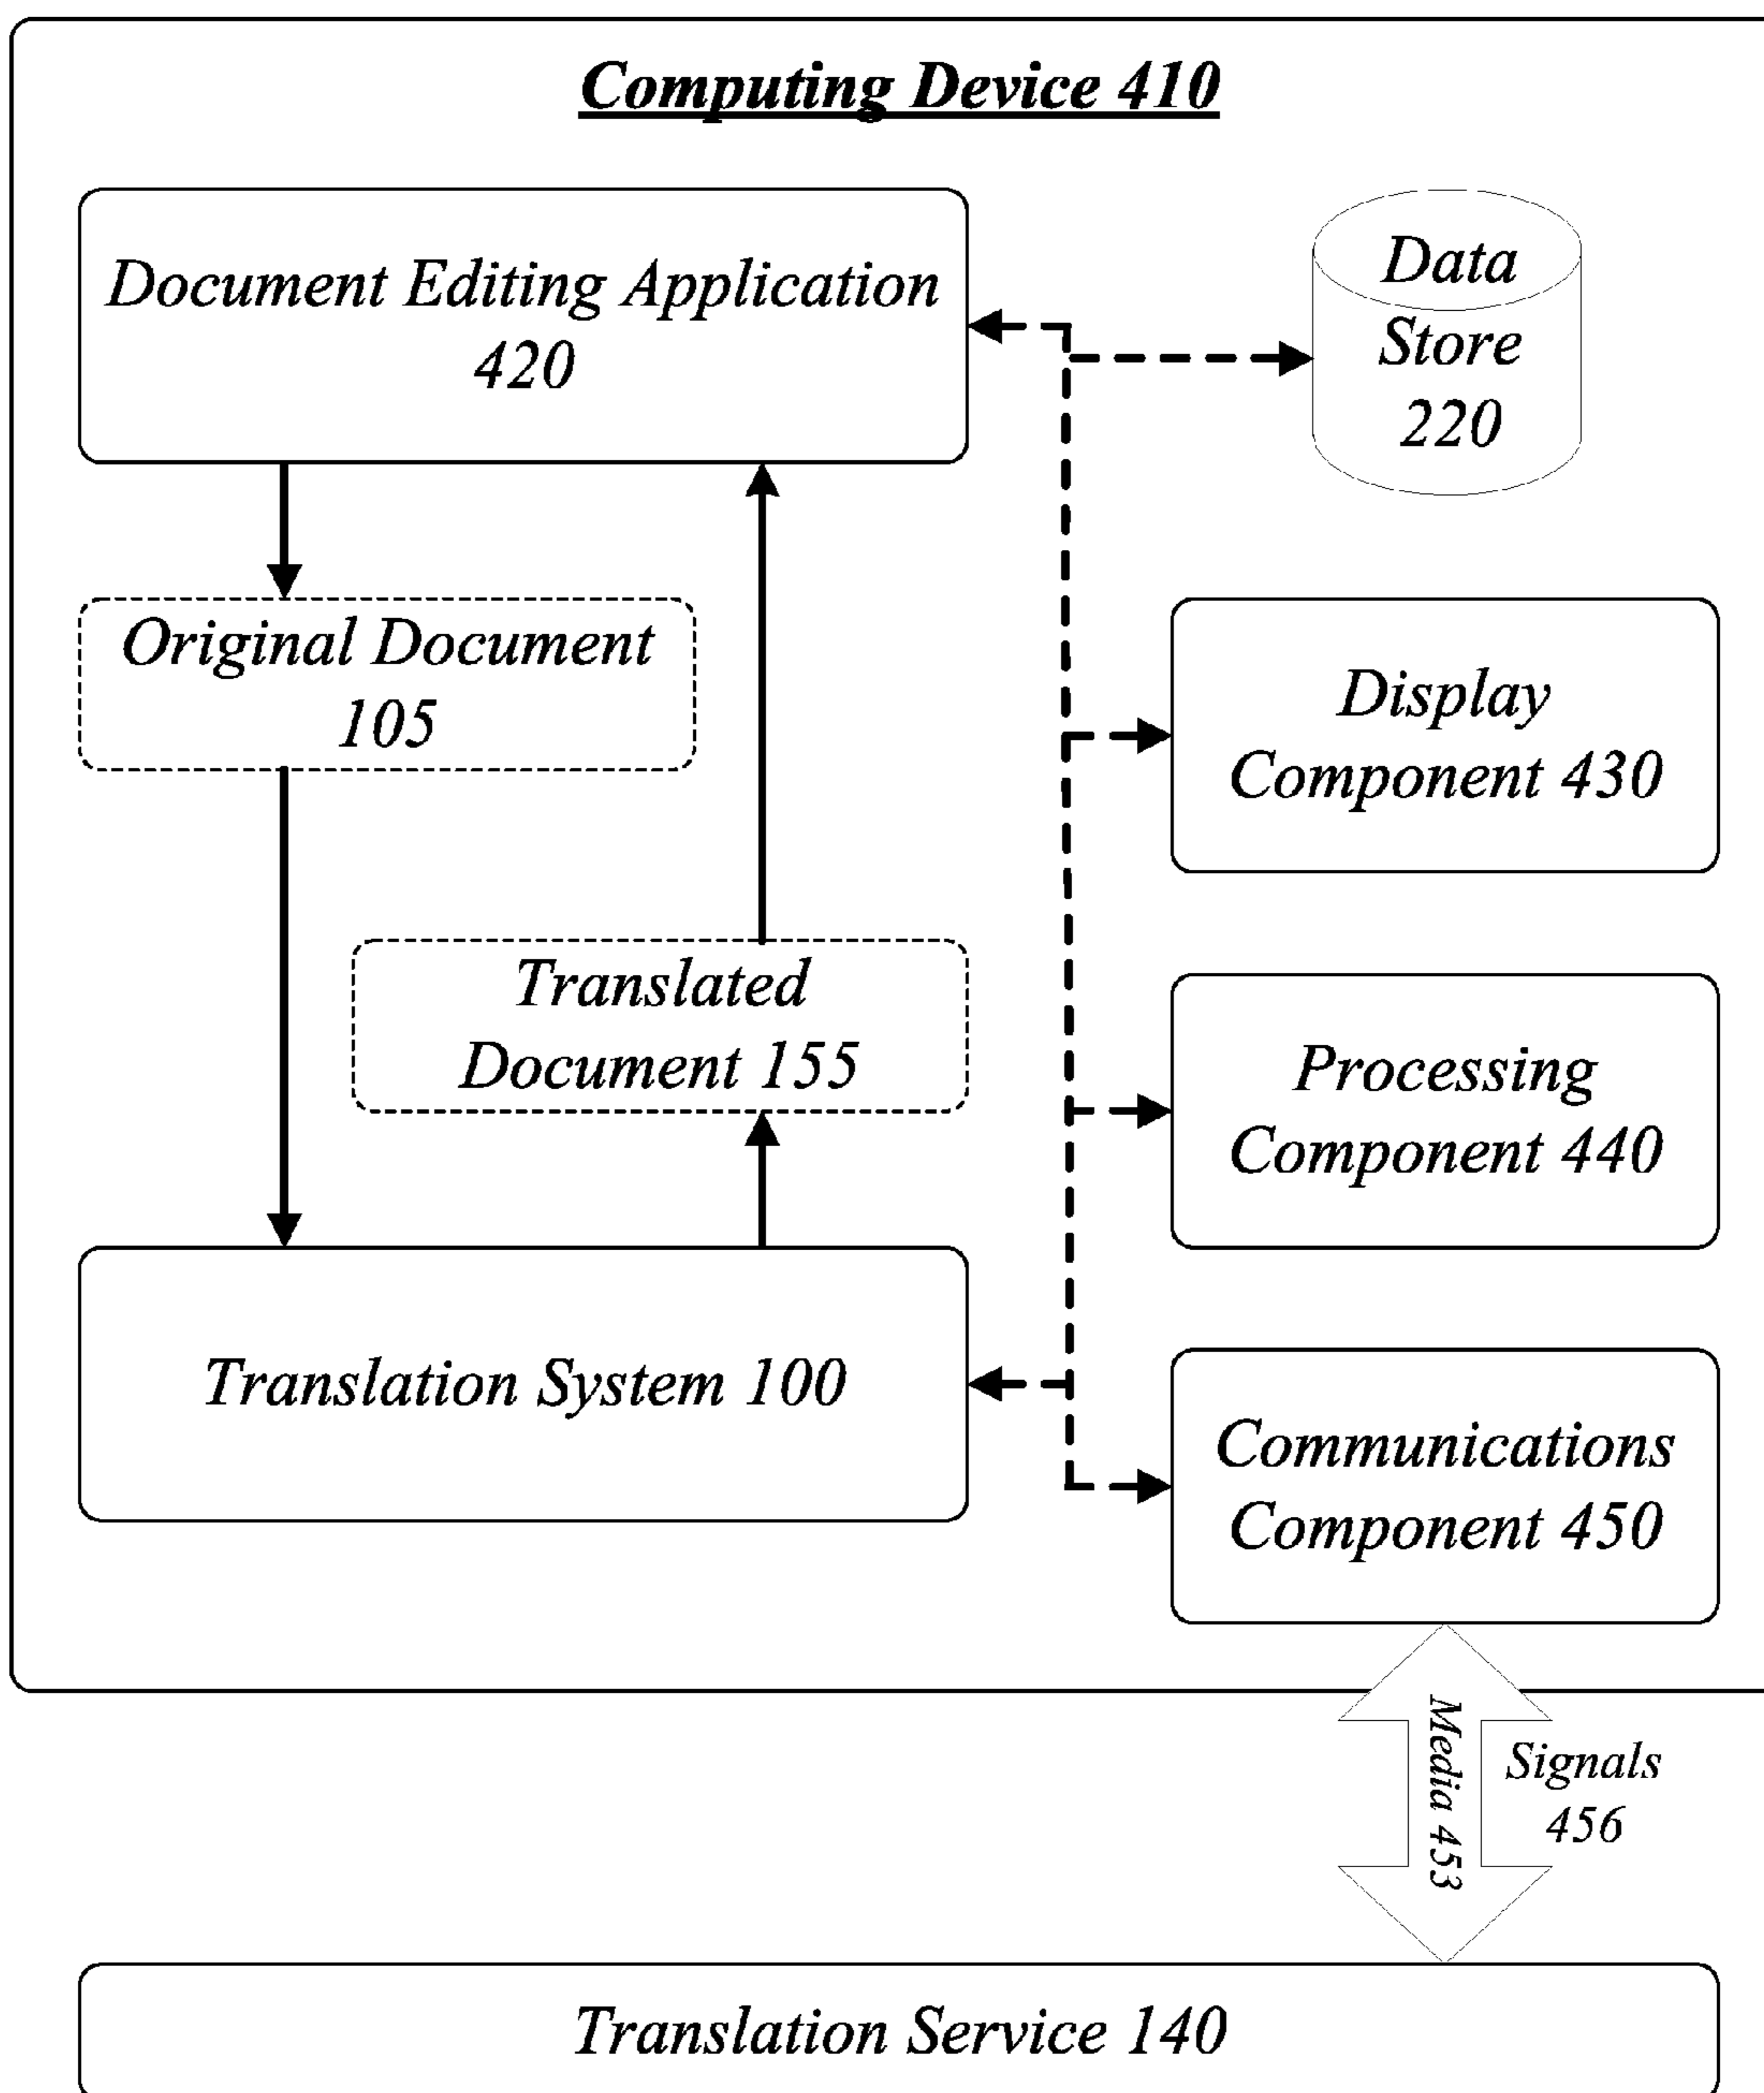 Computing Device 410
Document Editing Application
420
Data
Store
220
Original Document
105
Display
Component 430
Translated
Document 155
Processing
Component 440
Translation System 100
Communications
Component 450
Media 453
Signals
456
Translation Service 140